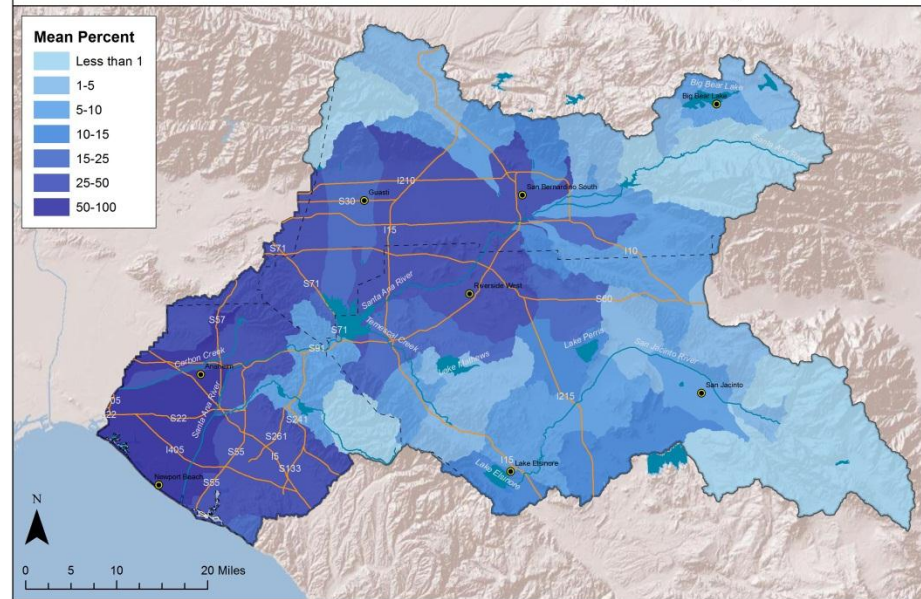 Mean Percent
Less than 1
1-5
5-10
10-15
15-25
25-50
50-100
Big Bear Lake
Big Bear Lake
I210
Guasti
S30
San Bernardino South
I15
S71
I10
S71
Santa Ana River
Riverside West
S60
S57
S71
Temescal Creek
S91
Lake Perris
San Jacinto River
Carbon Creek
Lake Mathews
Anaheim
San Jacinto
I215
S22
Santa Ana River
S241
I405
S55
S261
I5
I15
Lake Elsinore
S133
Lake Elsinore
Newport Beach
S55
N
0 5 10 20 Miles